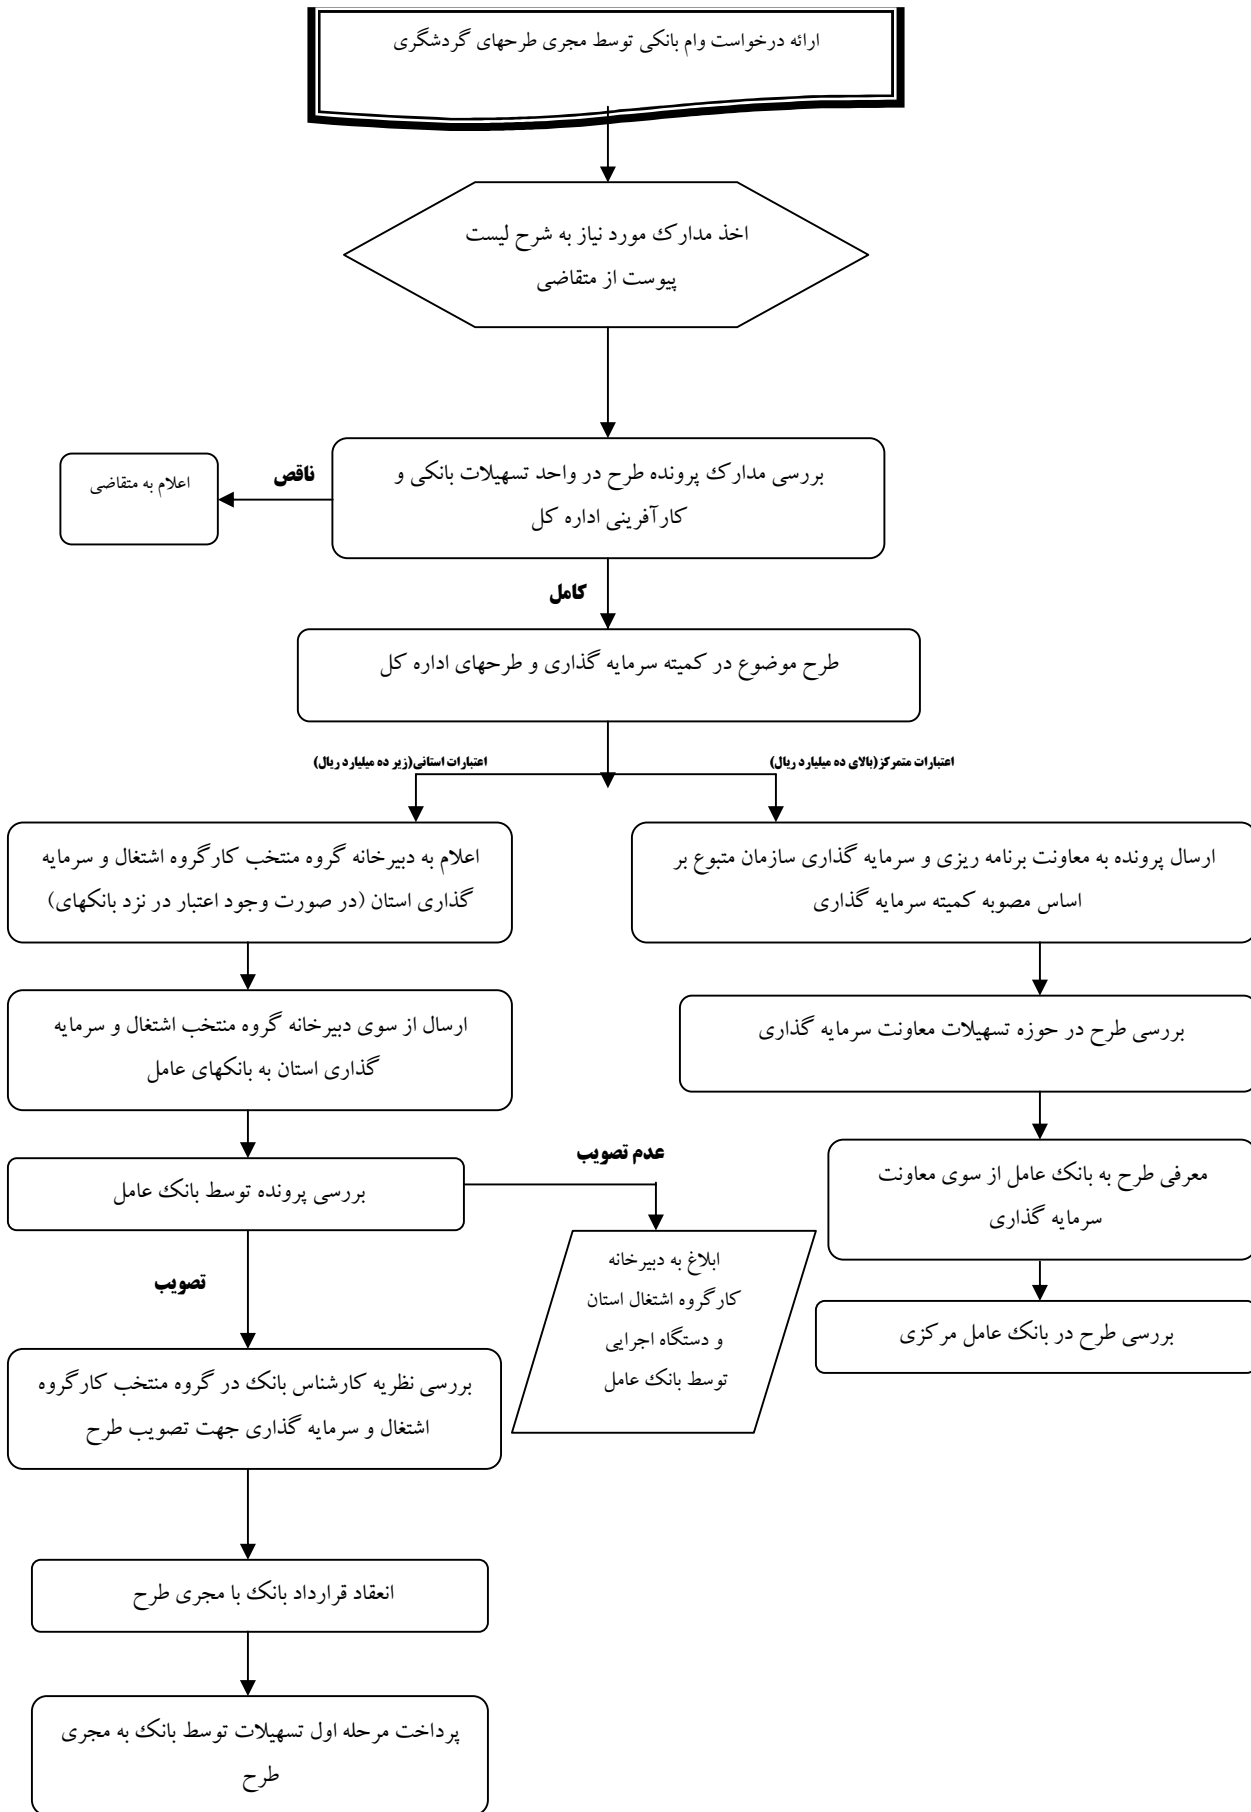 ارائه درخواست وام بانکی توسط مجری طرحهای گردشگری
اخذ مدارک مورد نیاز به شرح لیست
پیوست از متقاضی
بررسی مدارک پرونده طرح در واحد تسهیلات بانکی و
کارآفرینی اداره کل
ناقص
اعلام به متقاضی
کامل
طرح موضوع در کمیته سرمایه گذاری و طرحهای اداره کل
اعتبارات متمرکز(بالای ده میلیارد ریال)
اعتبارات استانی(زیر ده میلیارد ریال)
ارسال پرونده به معاونت برنامه ریزی و سرمایه گذاری سازمان متبوع بر
اساس مصوبه کمیته سرمایه گذاری
بررسی طرح در حوزه تسهیلات معاونت سرمایه گذاری
معرفی طرح به بانک عامل از سوی معاونت
سرمایه گذاری
بررسی طرح در بانک عامل مرکزی
اعلام به دبیرخانه گروه منتخب کارگروه اشتغال و سرمایه
گذاری استان (در صورت وجود اعتبار در نزد بانکهای)
ارسال از سوی دبیرخانه گروه منتخب اشتغال و سرمایه
گذاری استان به بانکهای عامل
بررسی پرونده توسط بانک عامل
عدم تصویب
ابلاغ به دبیرخانه
کارگروه اشتغال استان
و دستگاه اجرایی
توسط بانک عامل
تصویب
بررسی نظریه کارشناس بانک در گروه منتخب کارگروه
اشتغال و سرمایه گذاری جهت تصویب طرح
انعقاد قرارداد بانک با مجری طرح
پرداخت مرحله اول تسهیلات توسط بانک به مجری
طرح